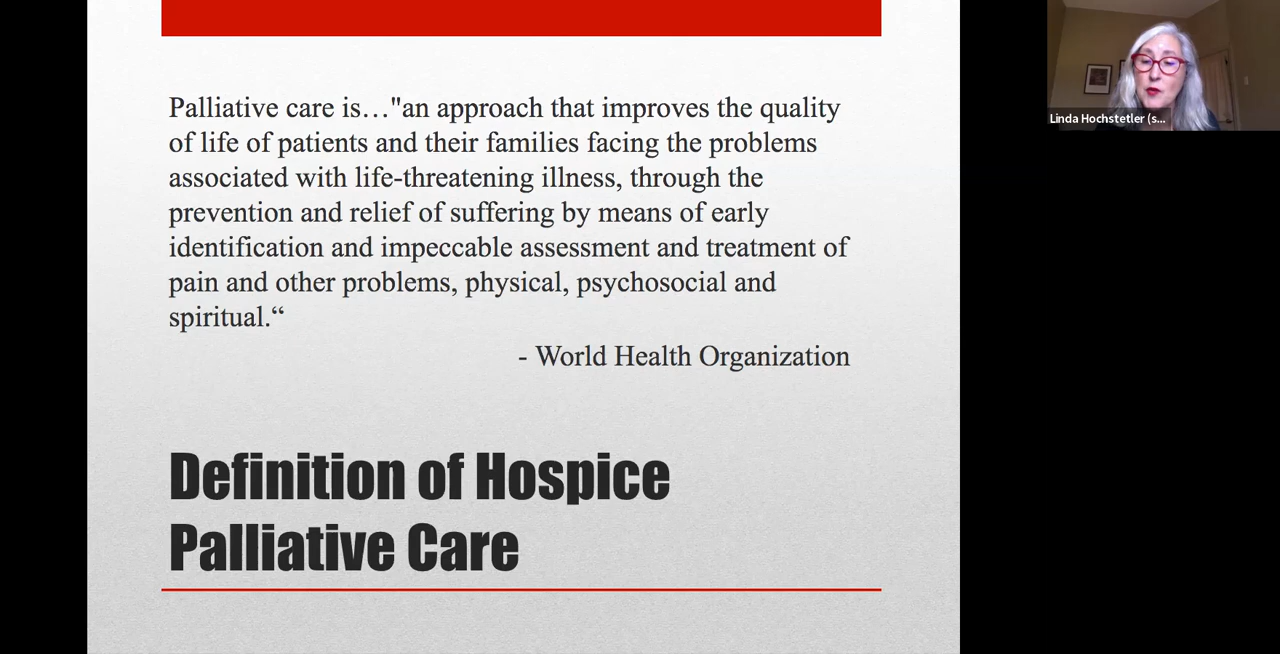 Palliative care is…"an approach that improves the quality
of life of patients and their families facing the problems
associated with life-threatening illness, through the
prevention and relief of suffering by means of early
identification and impeccable assessment and treatment of
pain and other problems, physical, psychosocial and
spiritual.“
- World Health Organization
Definition of Hospice
Palliative Care
Linda Hochstetler (s...